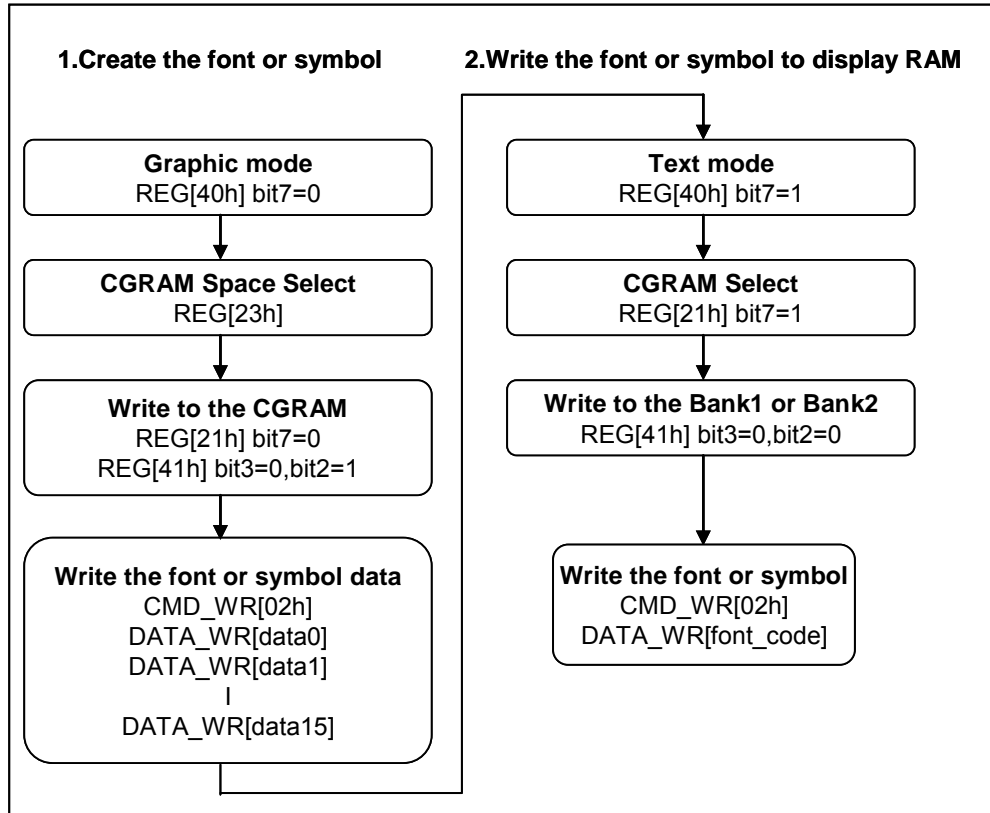 1.Create the font or symbol
Graphic mode
REG[40h] bit7=0
CGRAM Space Select
REG[23h]
Write to the CGRAM
REG[21h] bit7=0
REG[41h] bit3=0,bit2=1
Write the font or symbol data
CMD_WR[02h]
DATA_WR[data0]
DATA_WR[data1]
|
DATA_WR[data15]
2.Write the font or symbol to display RAM
Text mode
REG[40h] bit7=1
CGRAM Select
REG[21h] bit7=1
Write to the Bank1 or Bank2
REG[41h] bit3=0,bit2=0
Write the font or symbol
CMD_WR[02h]
DATA_WR[font_code]